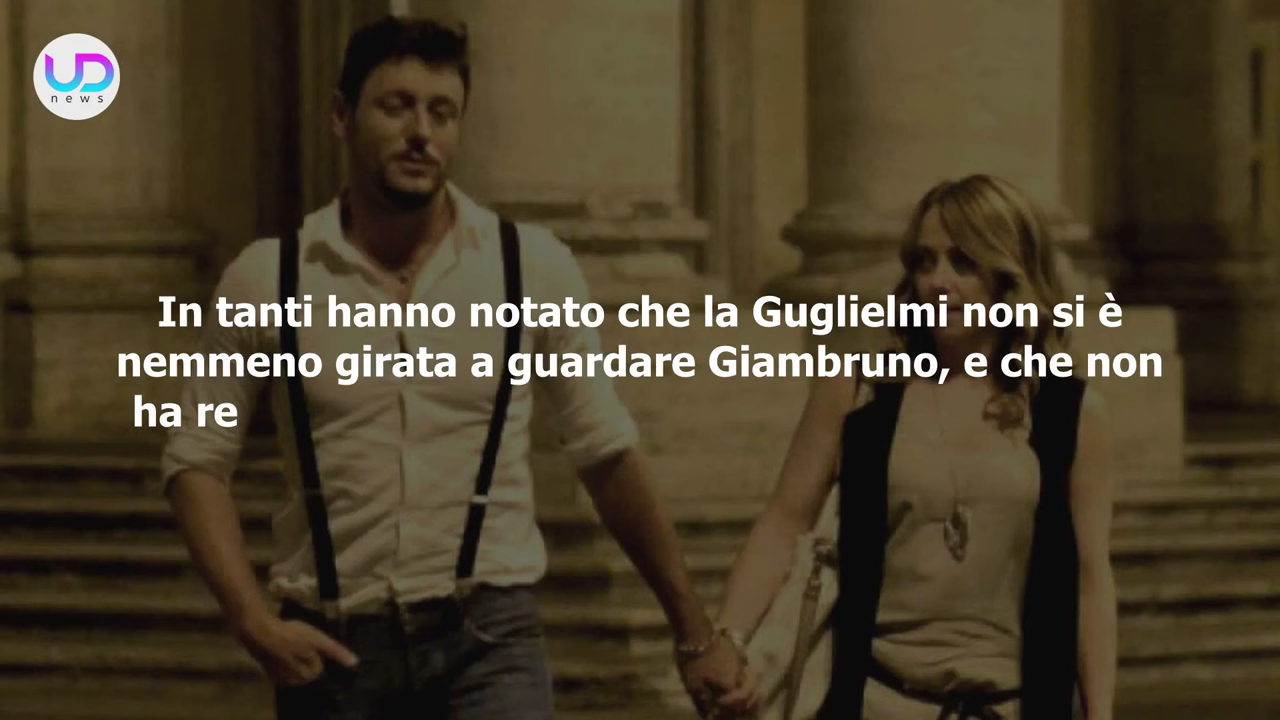 UD
news
In tanti hanno notato che la Guglielmi non si è
nemmeno girata a guardare Giambruno, e che non
ha re